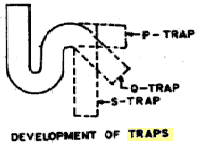 P-TRAP
Q-TRAP
S-TRAP
DEVELOPMENT OF TRAPS